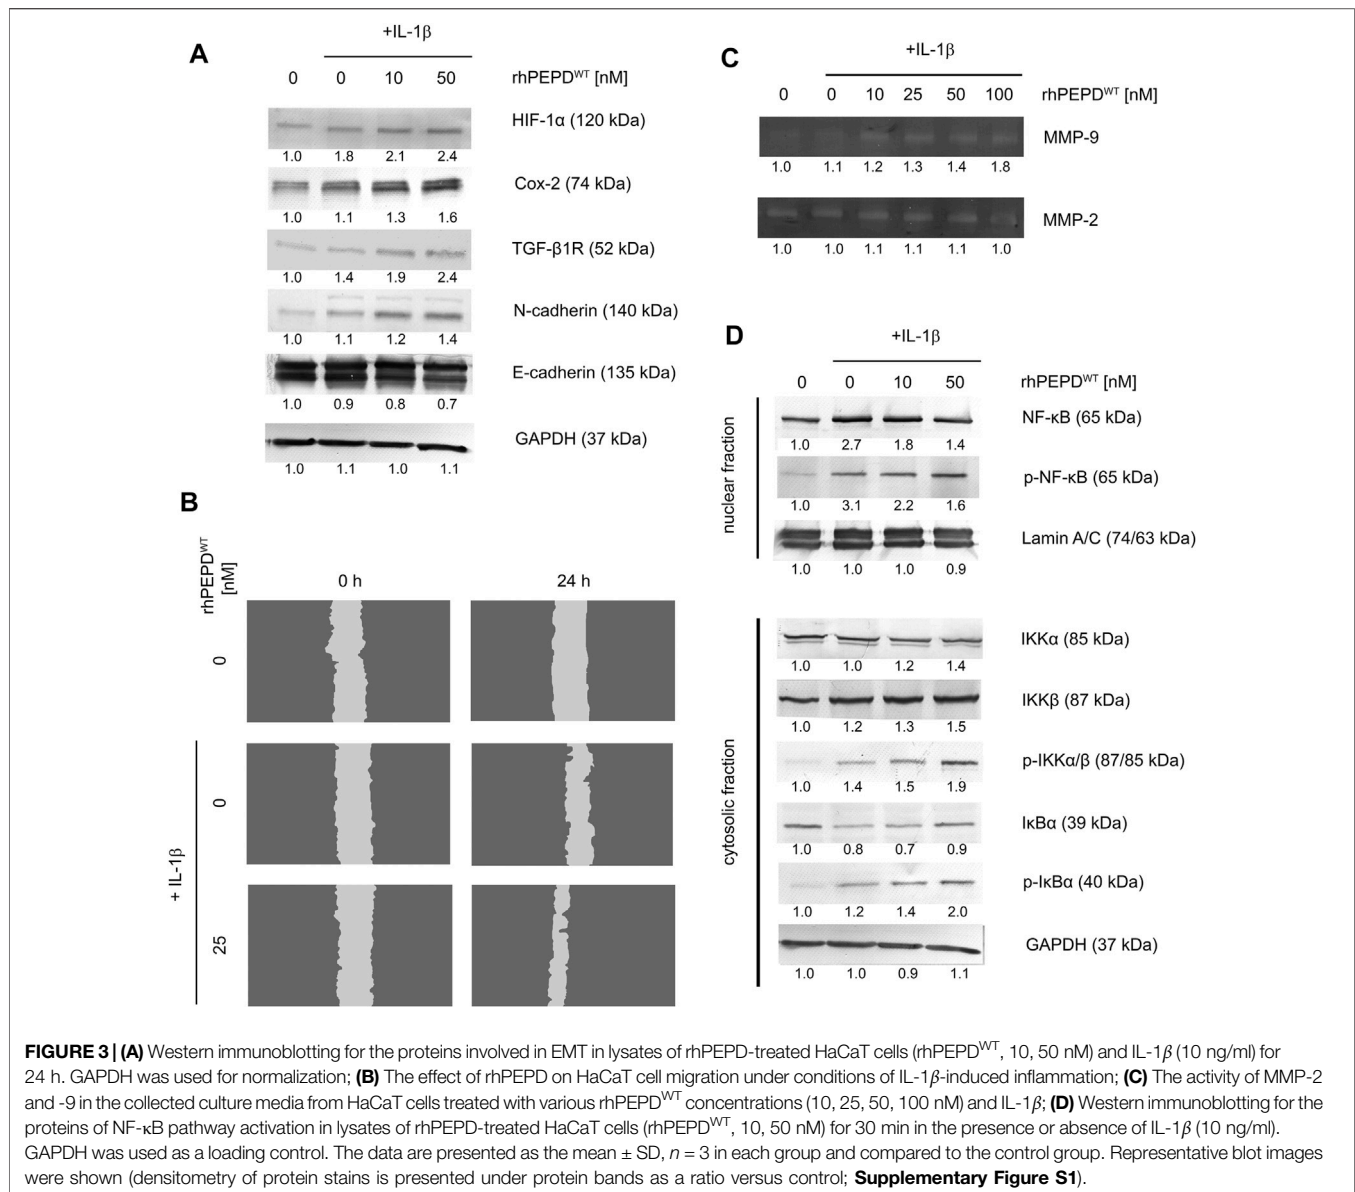 A
+IL-1β
0 0 10 50 rhPEPDᵂᵀ [nM]
HIF-1α (120 kDa)
1.0 1.8 2.1 2.4
Cox-2 (74 kDa)
1.0 1.1 1.3 1.6
TGF-β1R (52 kDa)
1.0 1.4 1.9 2.4
N-cadherin (140 kDa)
1.0 1.1 1.2 1.4
E-cadherin (135 kDa)
1.0 0.9 0.8 0.7
GAPDH (37 kDa)
1.0 1.1 1.0 1.1
B
rhPEPDᵂᵀ
[nM]
0 h 24 h
0
+ IL-1β
0
25
C
+IL-1β
0 0 10 25 50 100 rhPEPDᵂᵀ [nM]
MMP-9
1.0 1.1 1.2 1.3 1.4 1.8
MMP-2
1.0 1.0 1.1 1.1 1.1 1.0
D
+IL-1β
0 0 10 50 rhPEPDᵂᵀ [nM]
nuclear fraction
NF-κB (65 kDa)
1.0 2.7 1.8 1.4
p-NF-κB (65 kDa)
1.0 3.1 2.2 1.6
Lamin A/C (74/63 kDa)
1.0 1.0 1.0 0.9
cytosolic fraction
IKKα (85 kDa)
1.0 1.0 1.2 1.4
IKKβ (87 kDa)
1.0 1.2 1.3 1.5
p-IKKα/β (87/85 kDa)
1.0 1.4 1.5 1.9
IκBα (39 kDa)
1.0 0.8 0.7 0.9
p-IκBα (40 kDa)
1.0 1.2 1.4 2.0
GAPDH (37 kDa)
1.0 1.0 0.9 1.1
FIGURE 3 | (A) Western immunoblotting for the proteins involved in EMT in lysates of rhPEPD-treated HaCaT cells (rhPEPDᵂᵀ, 10, 50 nM) and IL-1β (10 ng/ml) for
24 h. GAPDH was used for normalization; (B) The effect of rhPEPD on HaCaT cell migration under conditions of IL-1β-induced inflammation; (C) The activity of MMP-2
and -9 in the collected culture media from HaCaT cells treated with various rhPEPDᵂᵀ concentrations (10, 25, 50, 100 nM) and IL-1β; (D) Western immunoblotting for the
proteins of NF-κB pathway activation in lysates of rhPEPD-treated HaCaT cells (rhPEPDᵂᵀ, 10, 50 nM) for 30 min in the presence or absence of IL-1β (10 ng/ml).
GAPDH was used as a loading control. The data are presented as the mean ± SD, n = 3 in each group and compared to the control group. Representative blot images
were shown (densitometry of protein stains is presented under protein bands as a ratio versus control; Supplementary Figure S1).